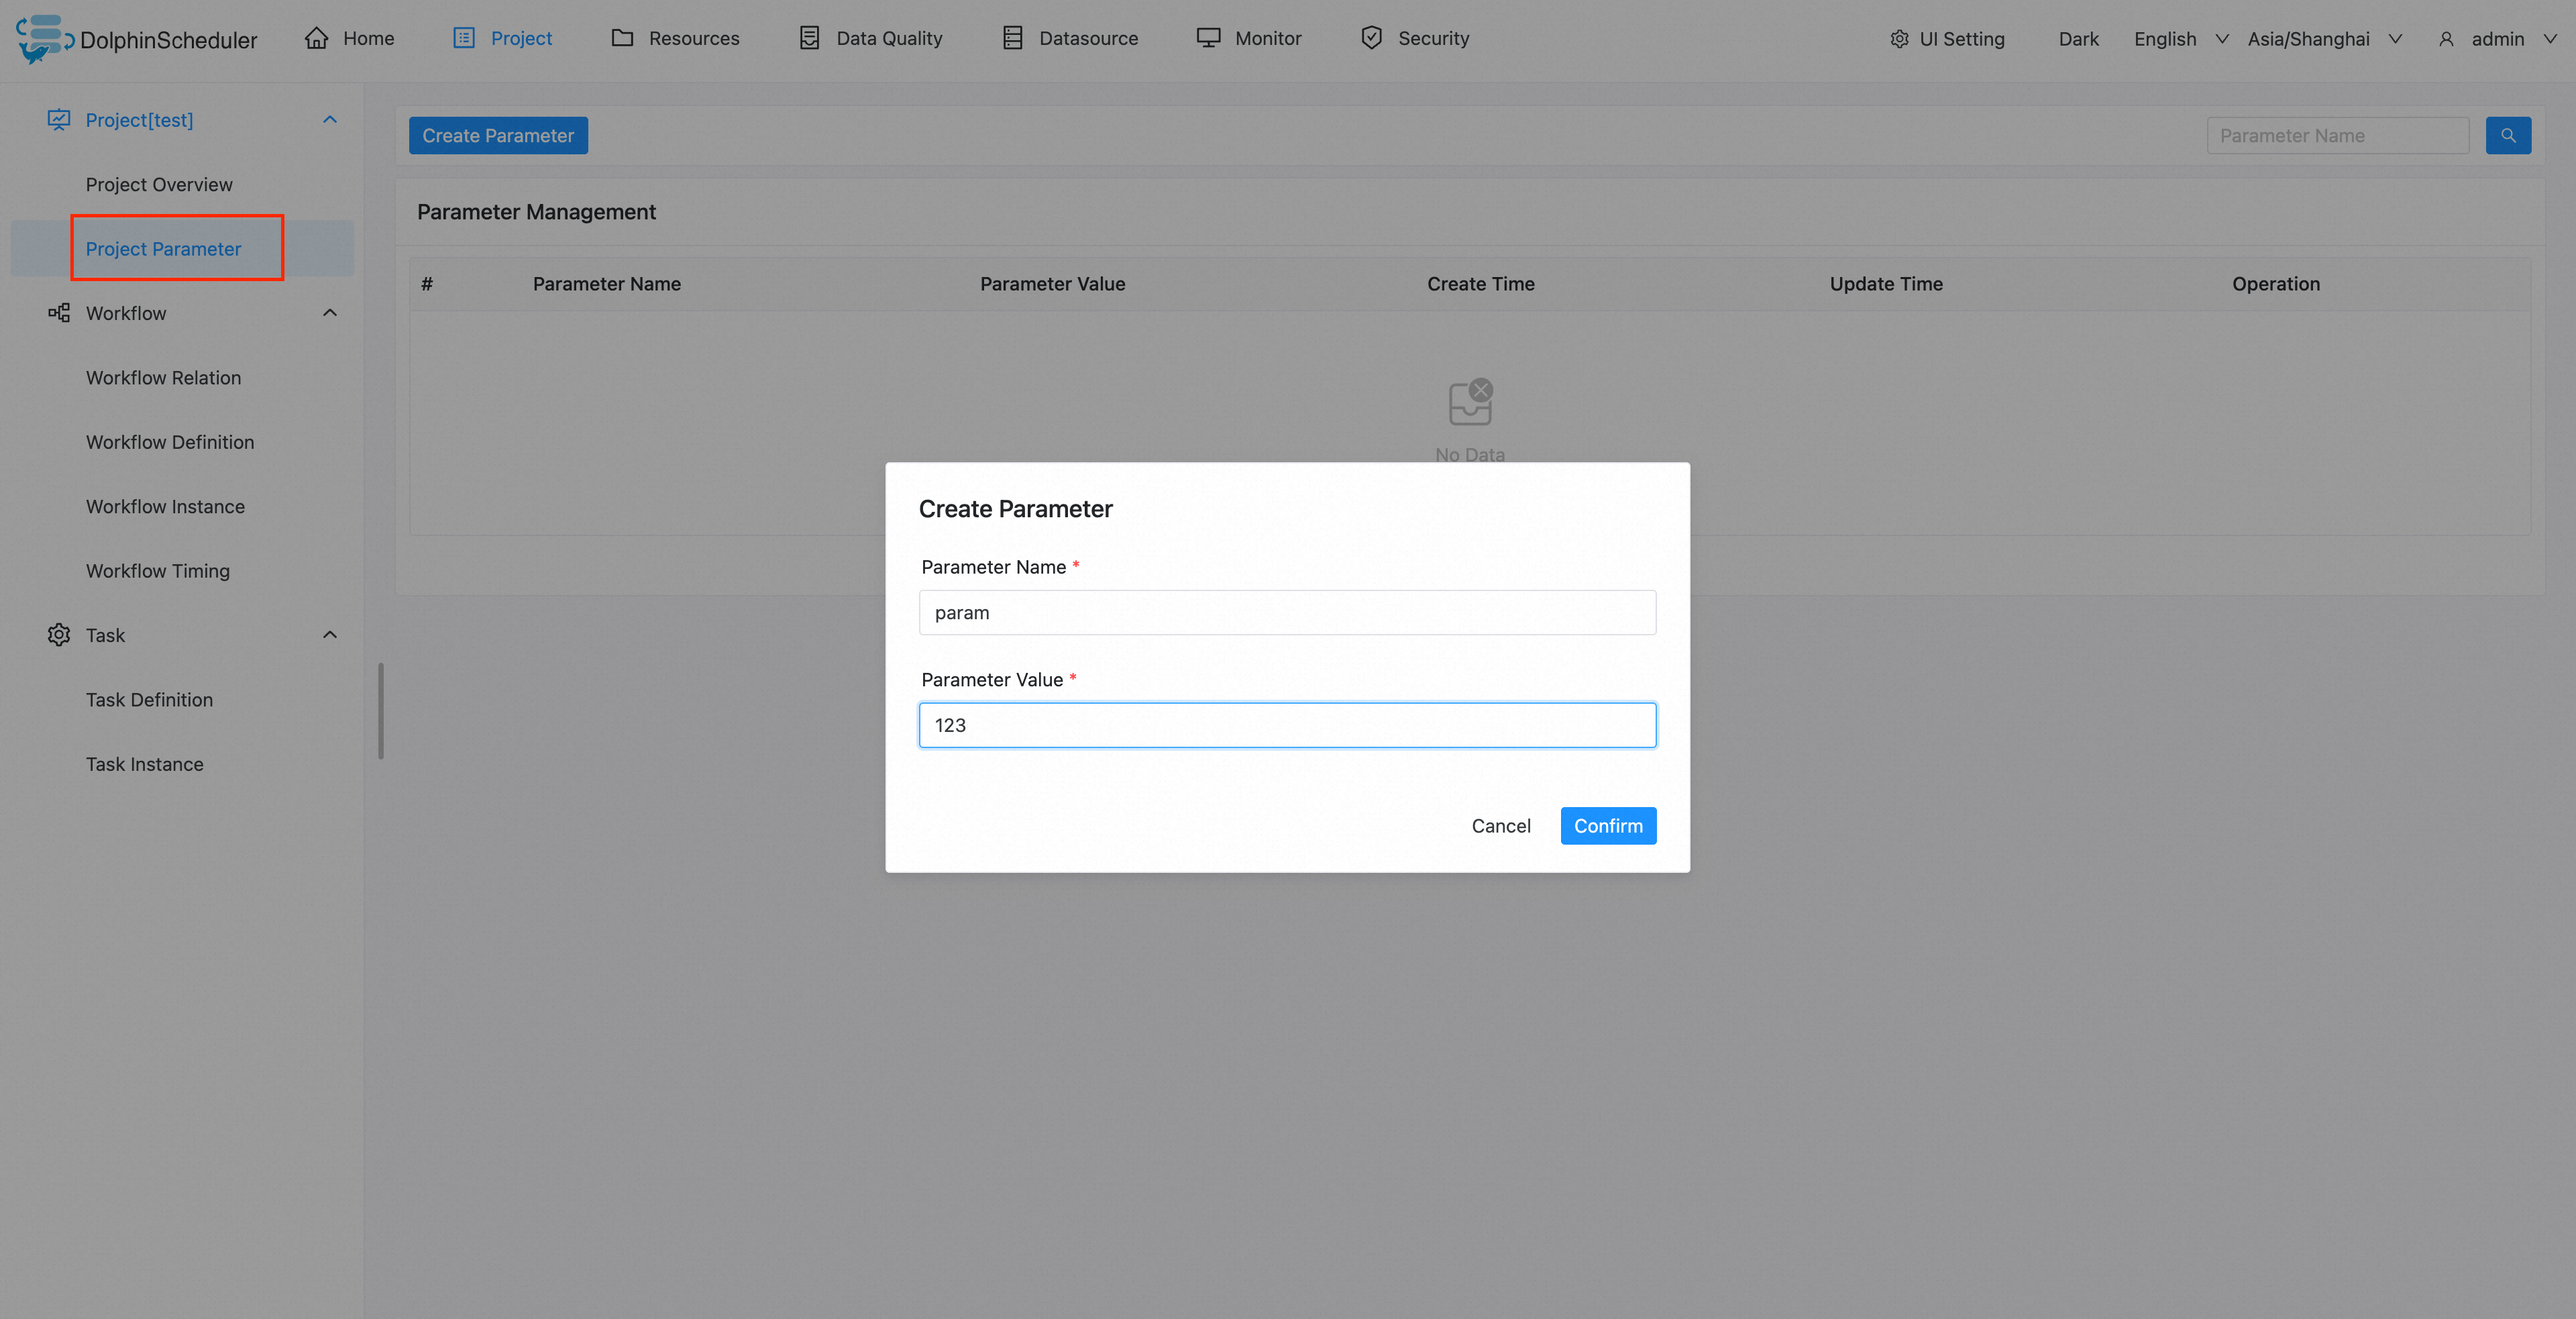 DolphinScheduler Home Project Resources Data Quality Datasource Monitor Security UI Setting Dark English Asia/Shanghai admin
Project[test]
Project Overview
Project Parameter
Workflow
Workflow Relation
Workflow Definition
Workflow Instance
Workflow Timing
Task
Task Definition
Task Instance
Create Parameter Parameter Name
Parameter Management
# Parameter Name Parameter Value Create Time Update Time Operation
No Data
Create Parameter
Parameter Name *
param
Parameter Value *
123
Cancel Confirm